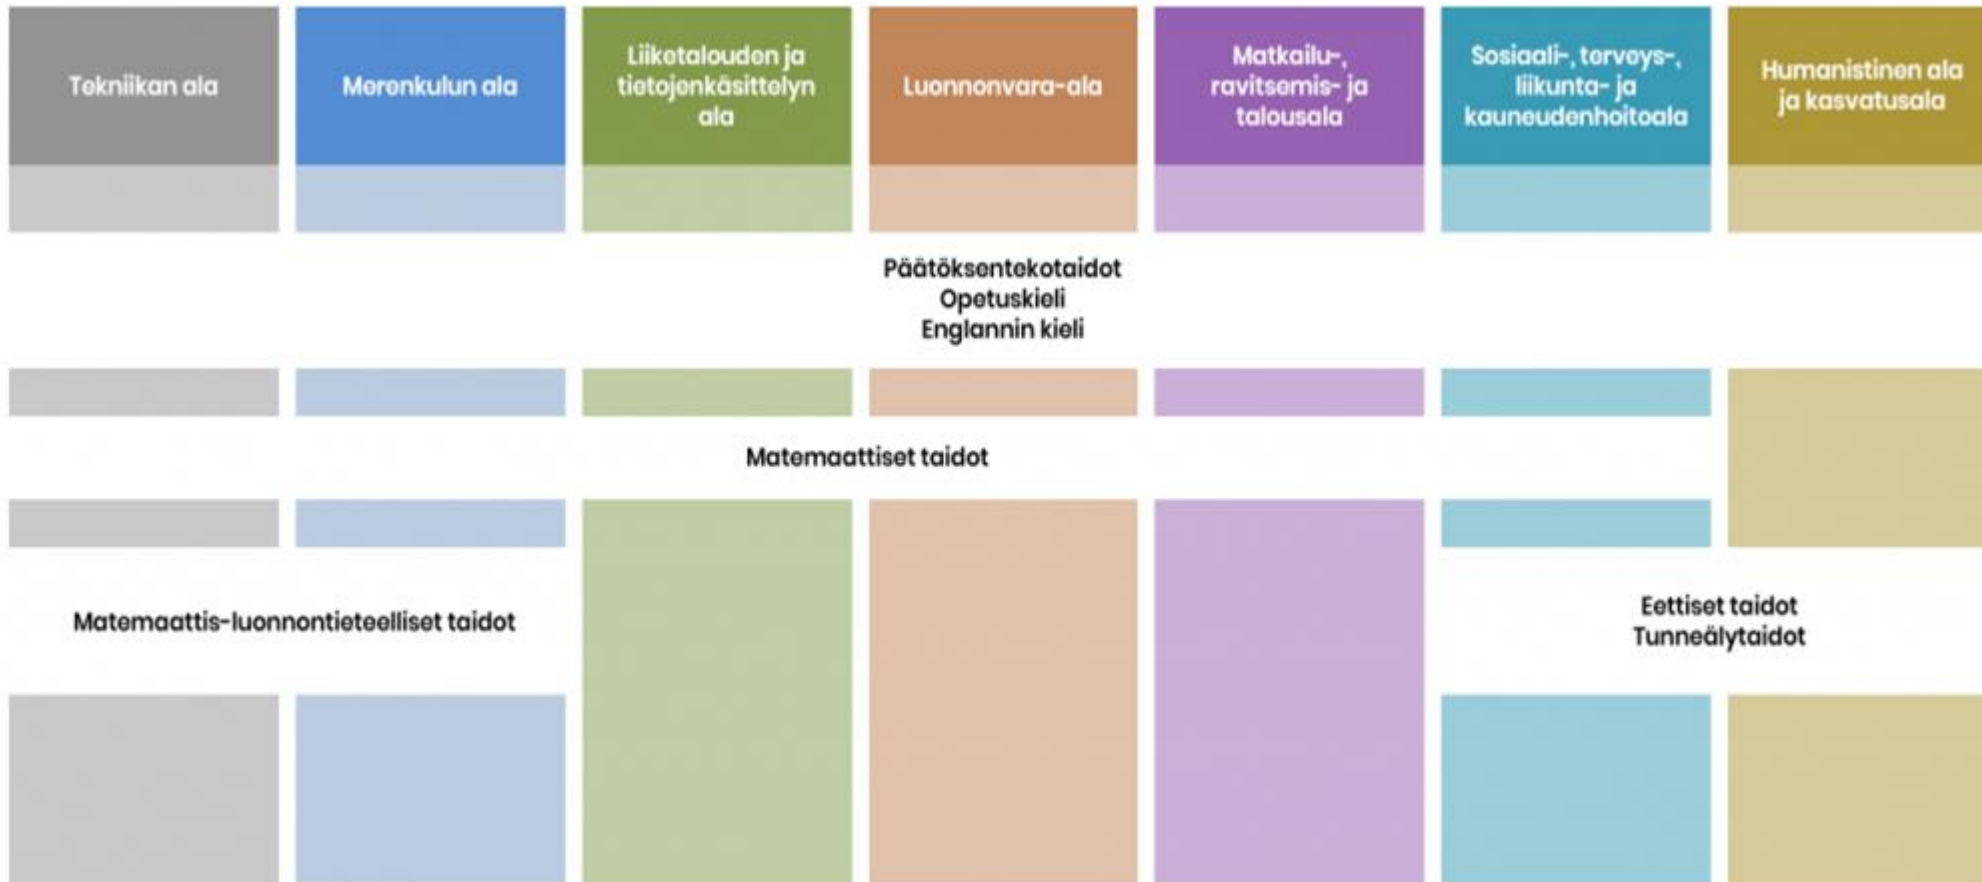 Tekniikan ala
Merenkulun ala
Liiketalouden ja
tietojenkäsittelyn
ala
Luonnonvara-ala
Matkailu-,
ravitsemis- ja
talousala
Sosiaali-, terveys-,
liikunta- ja
kauneudenhoitoala
Humanistinen ala
ja kasvatusala
Päätöksentekotaidot
Opetuskieli
Englannin kieli
Matemaattiset taidot
Matemaattis-luonnontieteelliset taidot
Eettiset taidot
Tunneälytaidot